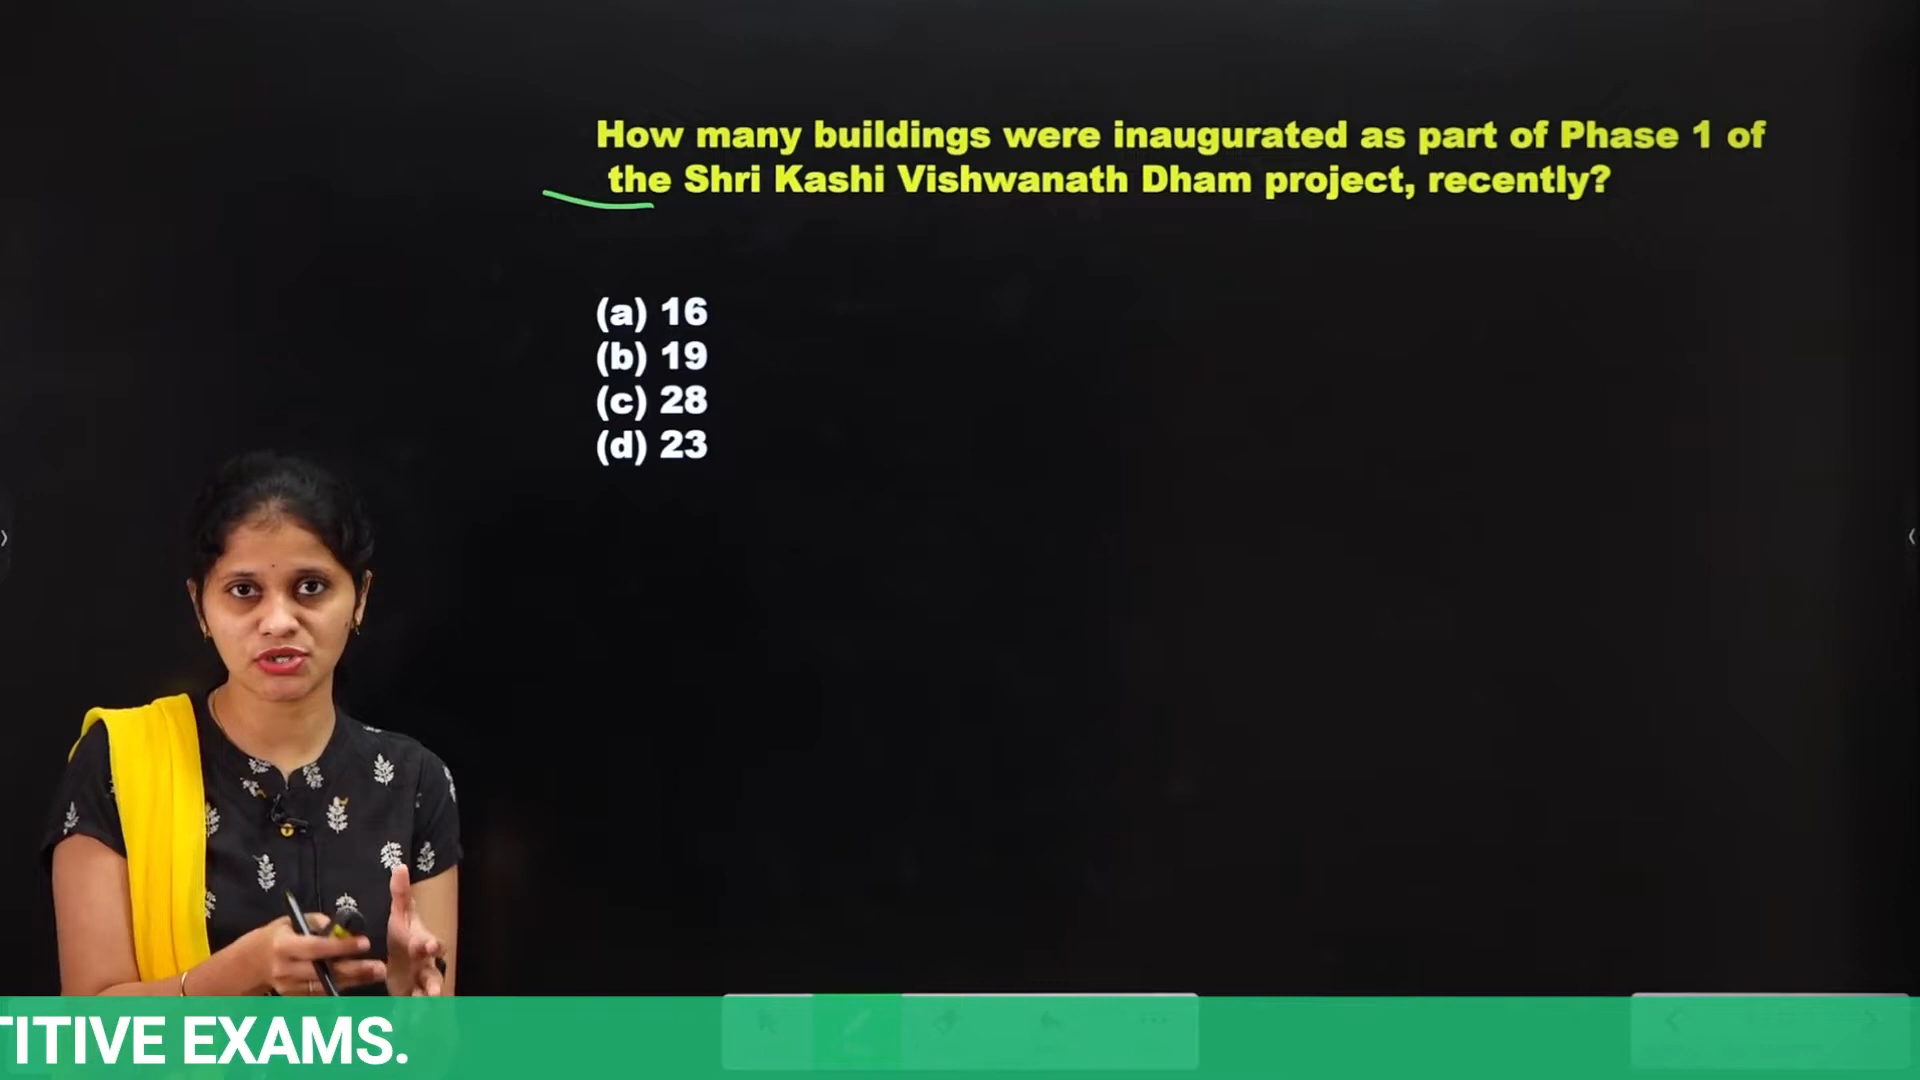 How many buildings were inaugurated as part of Phase 1 of
the Shri Kashi Vishwanath Dham project, recently?
(a) 16
(b) 19
(c) 28
(d) 23
TITIVE EXAMS.